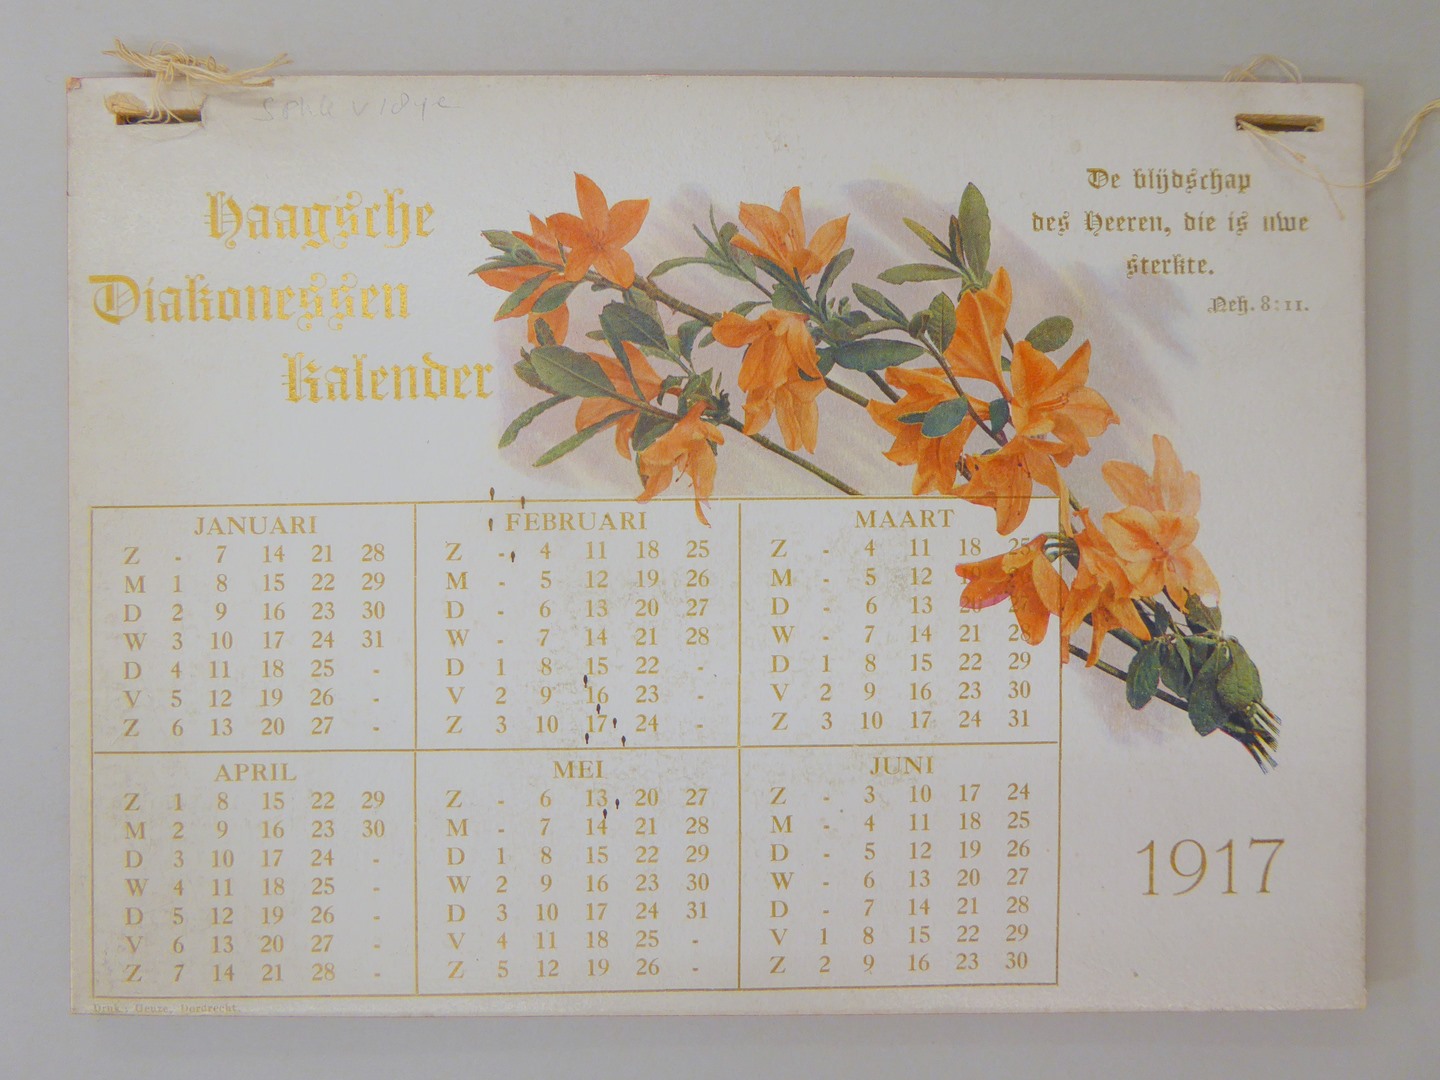 Haagsche
Diakonessen
Kalender
De blijdschap
des Heeren, die is uwe
sterkte.
Neh. 8:11.
JANUARI
Z - 7 14 21 28
M 1 8 15 22 29
D 2 9 16 23 30
W 3 10 17 24 31
D 4 11 18 25 -
V 5 12 19 26 -
Z 6 13 20 27 -
FEBRUARI
Z - 4 11 18 25
M - 5 12 19 26
D - 6 13 20 27
W - 7 14 21 28
D 1 8 15 22 -
V 2 9 16 23 -
Z 3 10 17 24 -
MAART
Z - 4 11 18 25
M - 5 12
D - 6 13 20 27
W - 7 14 21 28
D 1 8 15 22 29
V 2 9 16 23 30
Z 3 10 17 24 31
APRIL
Z 1 8 15 22 29
M 2 9 16 23 30
D 3 10 17 24 -
W 4 11 18 25 -
D 5 12 19 26 -
V 6 13 20 27 -
Z 7 14 21 28 -
MEI
Z - 6 13 20 27
M - 7 14 21 28
D 1 8 15 22 29
W 2 9 16 23 30
D 3 10 17 24 31
V 4 11 18 25 -
Z 5 12 19 26 -
JUNI
Z - 3 10 17 24
M - 4 11 18 25
D - 5 12 19 26
W - 6 13 20 27
D - 7 14 21 28
V 1 8 15 22 29
Z 2 9 16 23 30
1917
Druk: Dordrecht.